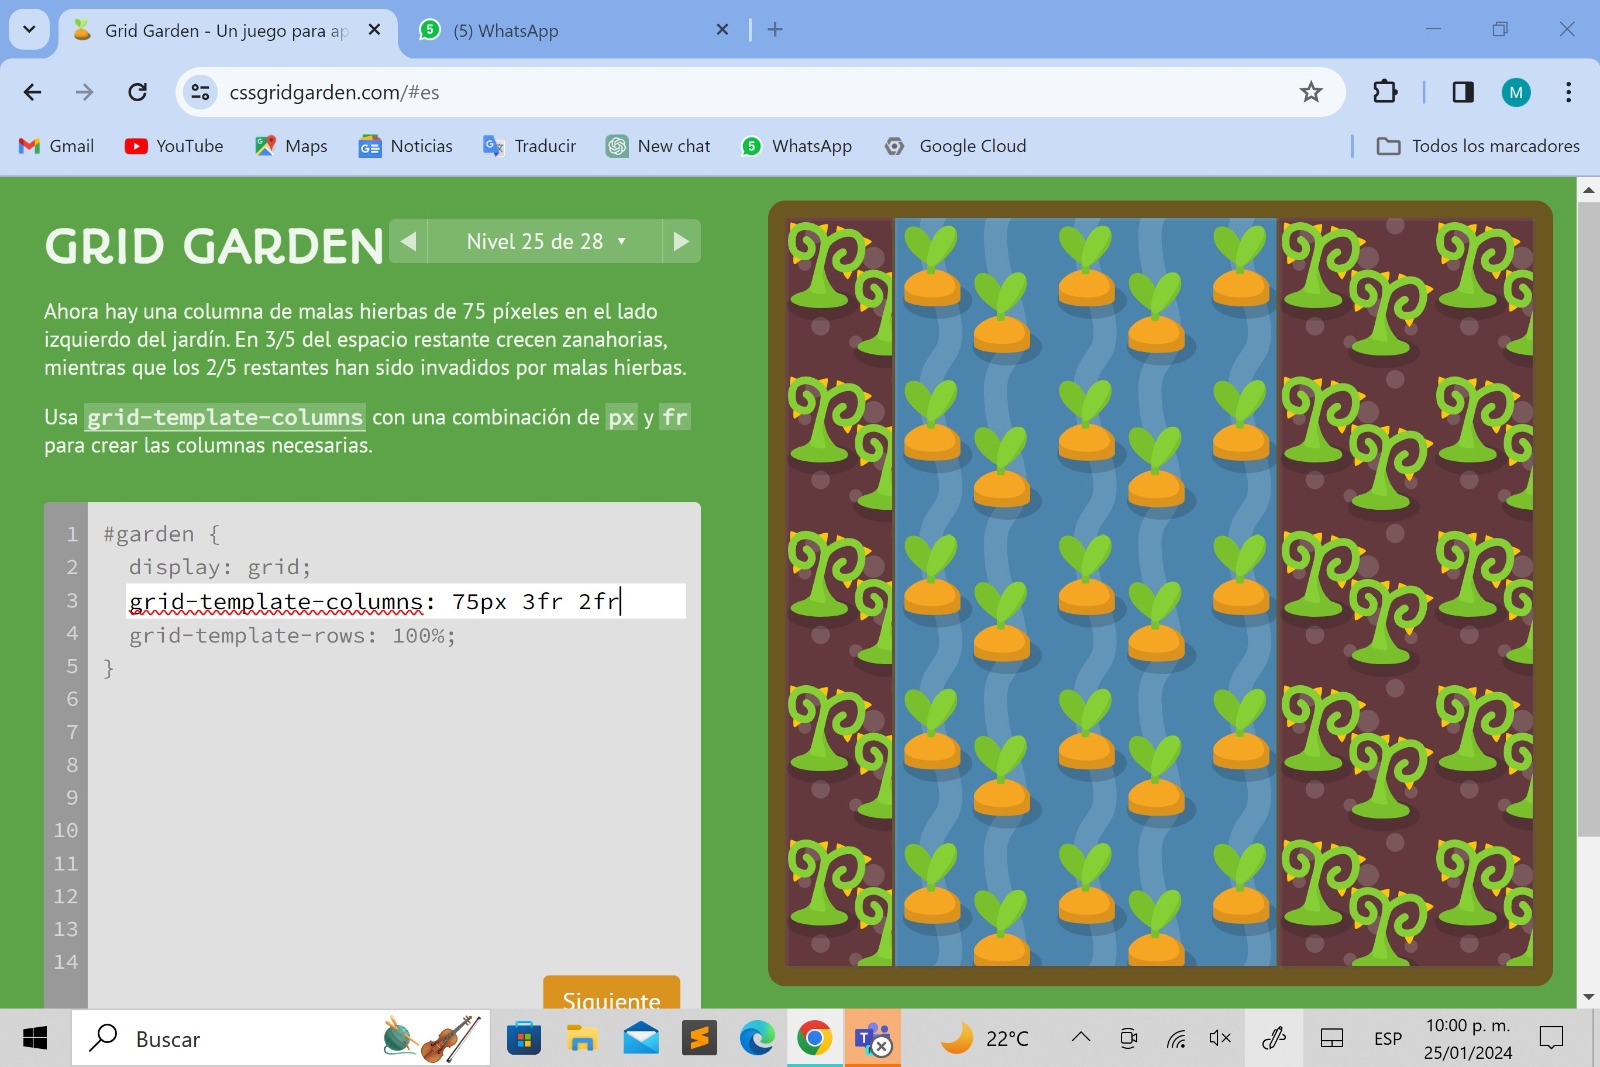 Grid Garden - Un juego para ap
(5) WhatsApp
cssgridgarden.com/#es
M
Gmail
YouTube
Maps
Noticias
Traducir
New chat
5 WhatsApp
Google Cloud
Todos los marcadores
GRID GARDEN
Nivel 25 de 28 ▼
Ahora hay una columna de malas hierbas de 75 píxeles en el lado
izquierdo del jardín. En 3/5 del espacio restante crecen zanahorias,
mientras que los 2/5 restantes han sido invadidos por malas hierbas.
Usa grid-template-columns con una combinación de px y fr
para crear las columnas necesarias.
1 #garden {
2 display: grid;
3 grid-template-columns: 75px 3fr 2fr
4 grid-template-rows: 100%;
5 }
6
7
8
9
10
11
12
13
14
Siguiente
Buscar
22°C
ESP
10:00 p. m.
25/01/2024